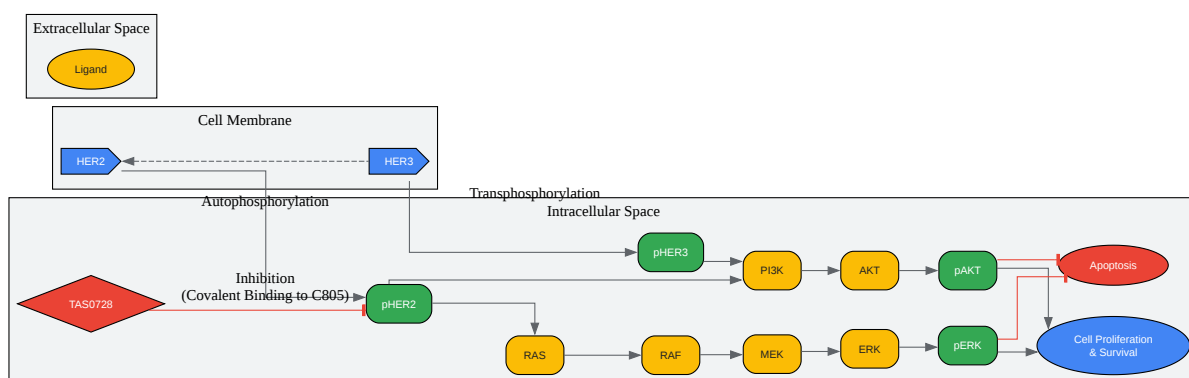 Extracellular Space
Ligand
Cell Membrane
HER2
HER3
Transphosphorylation
Autophosphorylation
Intracellular Space
pHER3
PI3K
AKT
pAKT
Apoptosis
Inhibition
(Covalent Binding to C805)
TAS0728
pHER2
RAS
RAF
MEK
ERK
pERK
Cell Proliferation
& Survival